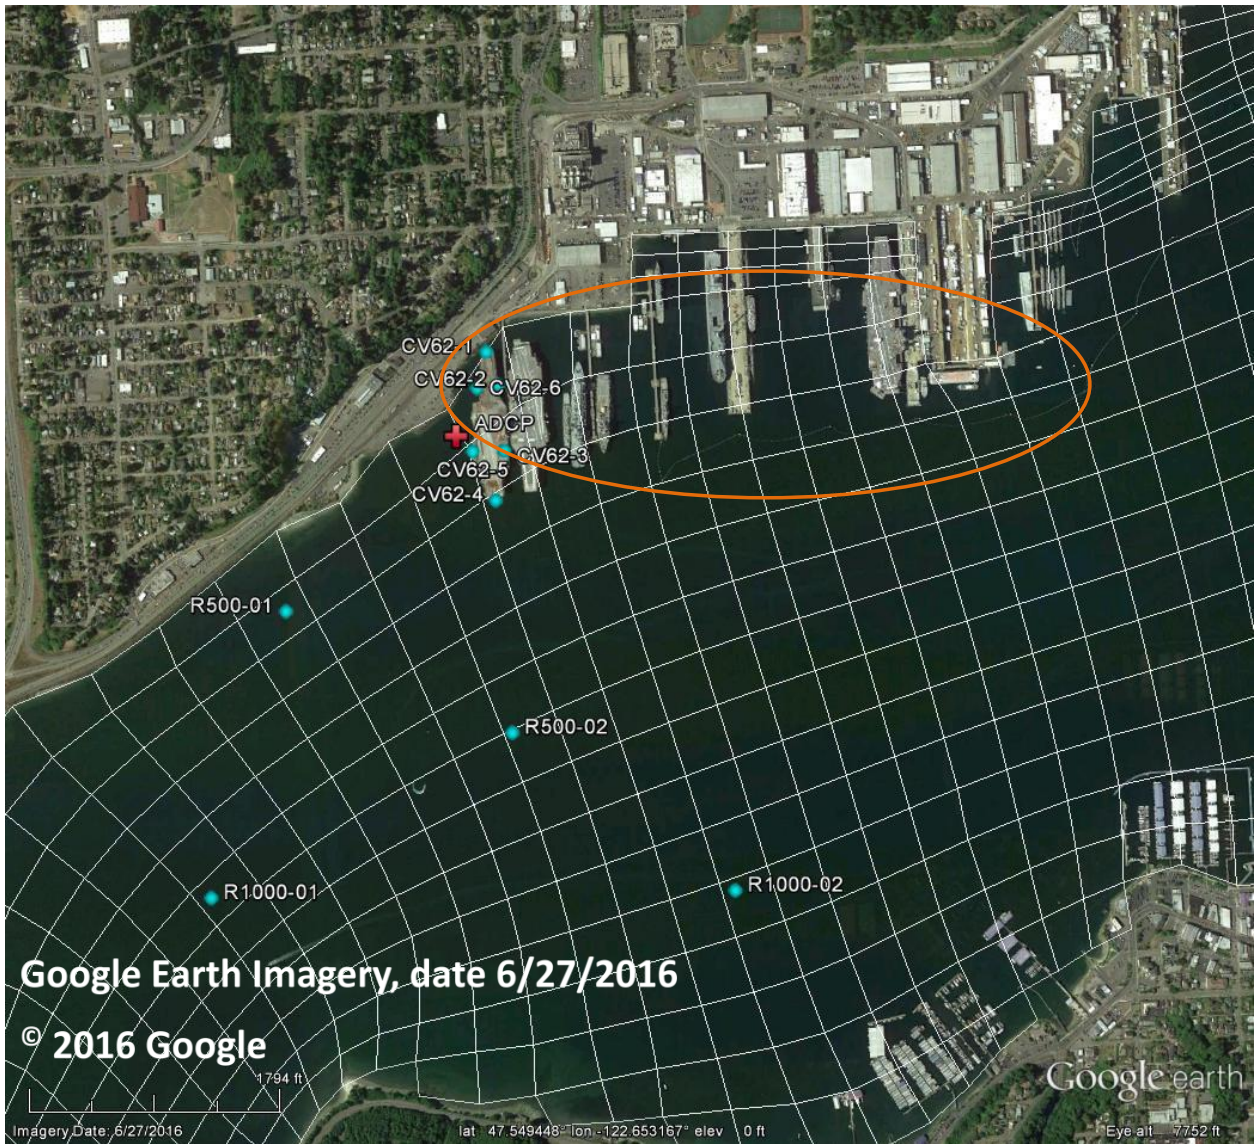 CV62-1
CV62-2
CV62-6
ADCP
CV62-3
CV62-5
CV62-4
R500-01
R500-02
R1000-01
R1000-02
2
Google Earth Imagery, date 6/27/2016
© 2016 Google
1794 ft
Google earth
Imagery Date: 6/27/2016
lat 47.549448° lon -122.653167° elev 0 ft
Eye alt 7752 ft